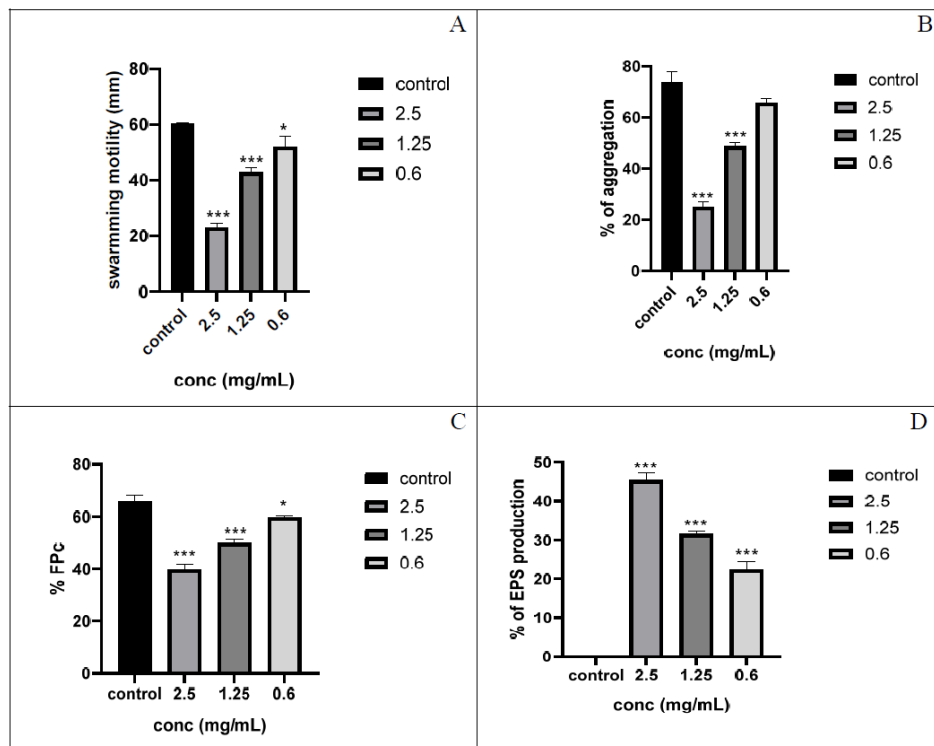 A
swarmming motility (mm)
80
60
40
20
0
***
***
*
control
2.5
1.25
0.6
conc (mg/mL)
control
2.5
1.25
0.6
B
% of aggregation
80
60
40
20
0
***
***
control
2.5
1.25
0.6
conc (mg/mL)
control
2.5
1.25
0.6
C
% FPc
80
60
40
20
0
***
***
*
control
2.5
1.25
0.6
conc (mg/mL)
control
2.5
1.25
0.6
D
% of EPS production
50
40
30
20
10
0
***
***
***
control
2.5
1.25
0.6
conc (mg/mL)
control
2.5
1.25
0.6